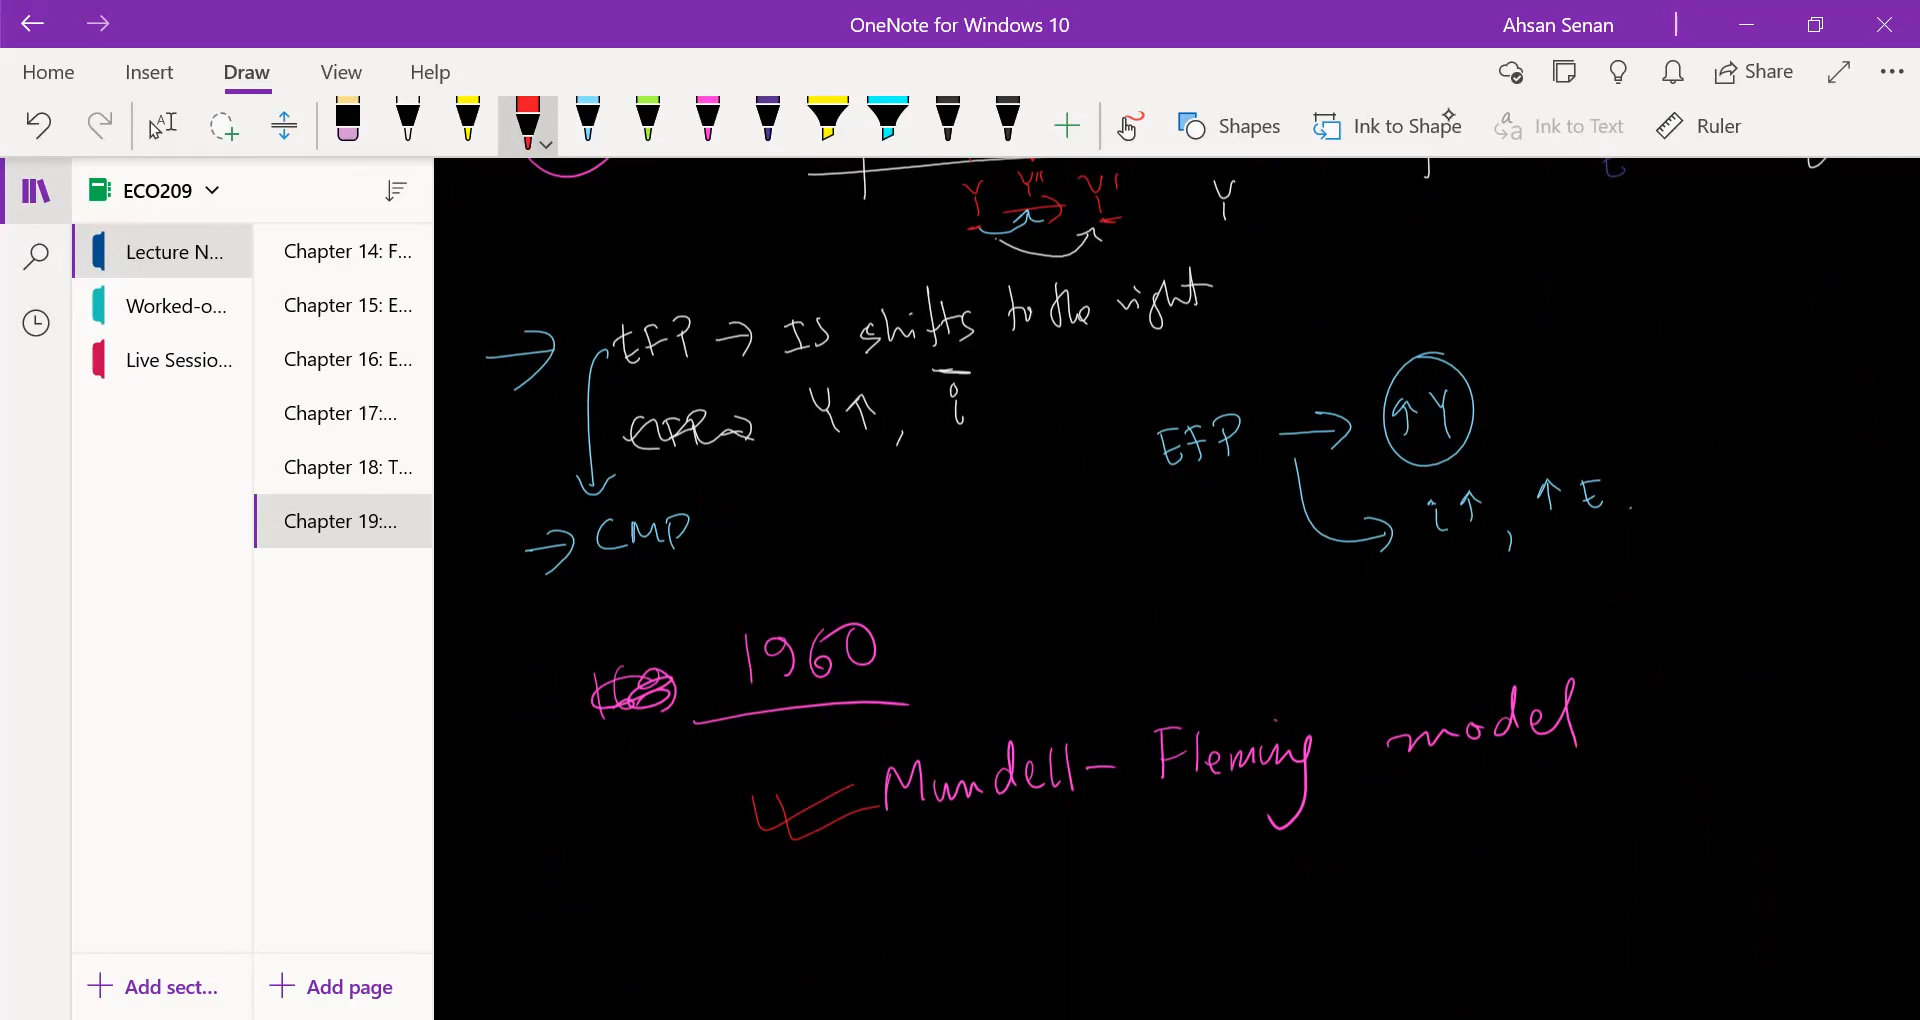 OneNote for Windows 10
Ahsan Senan
Home Insert Draw View Help
Share
Shapes Ink to Shape Ink to Text Ruler
ECO209
Lecture N...
Worked-o...
Live Sessio...
Chapter 14: F...
Chapter 15: E...
Chapter 16: E...
Chapter 17:...
Chapter 18: T...
Chapter 19:...
Y Y'' Y' Y
EFP → IS shifts to the right
Y↑, i̅
EFP → ↑Y
i↑, ↑E.
→ CMP
1960
Mundell- Fleming model
+ Add sect...
+ Add page